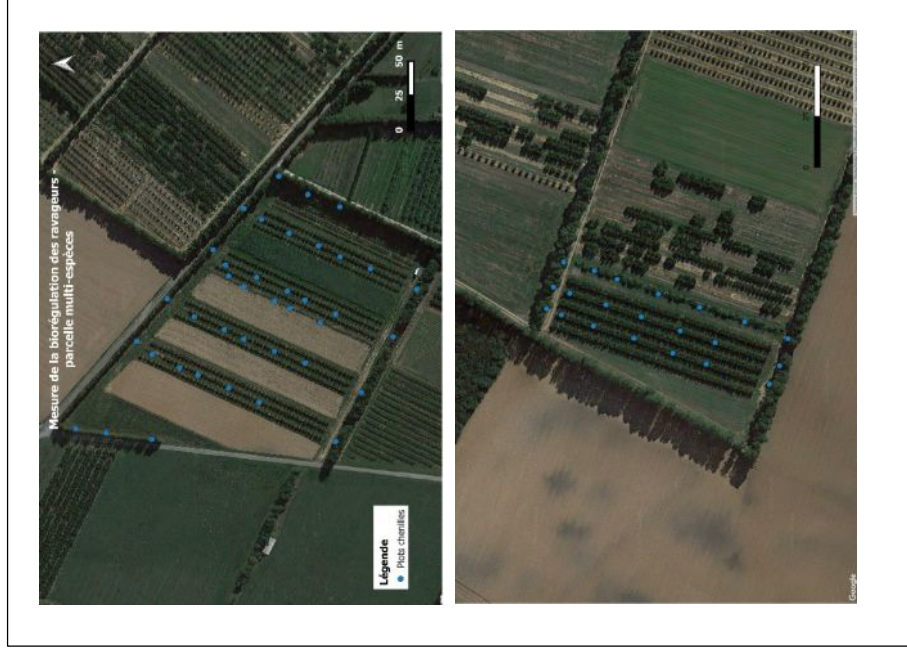 Mesure de la biorégulation des ravageurs -
parcelle multi-espèces
0 25 50 m
Légende
Plots chenilles
Google